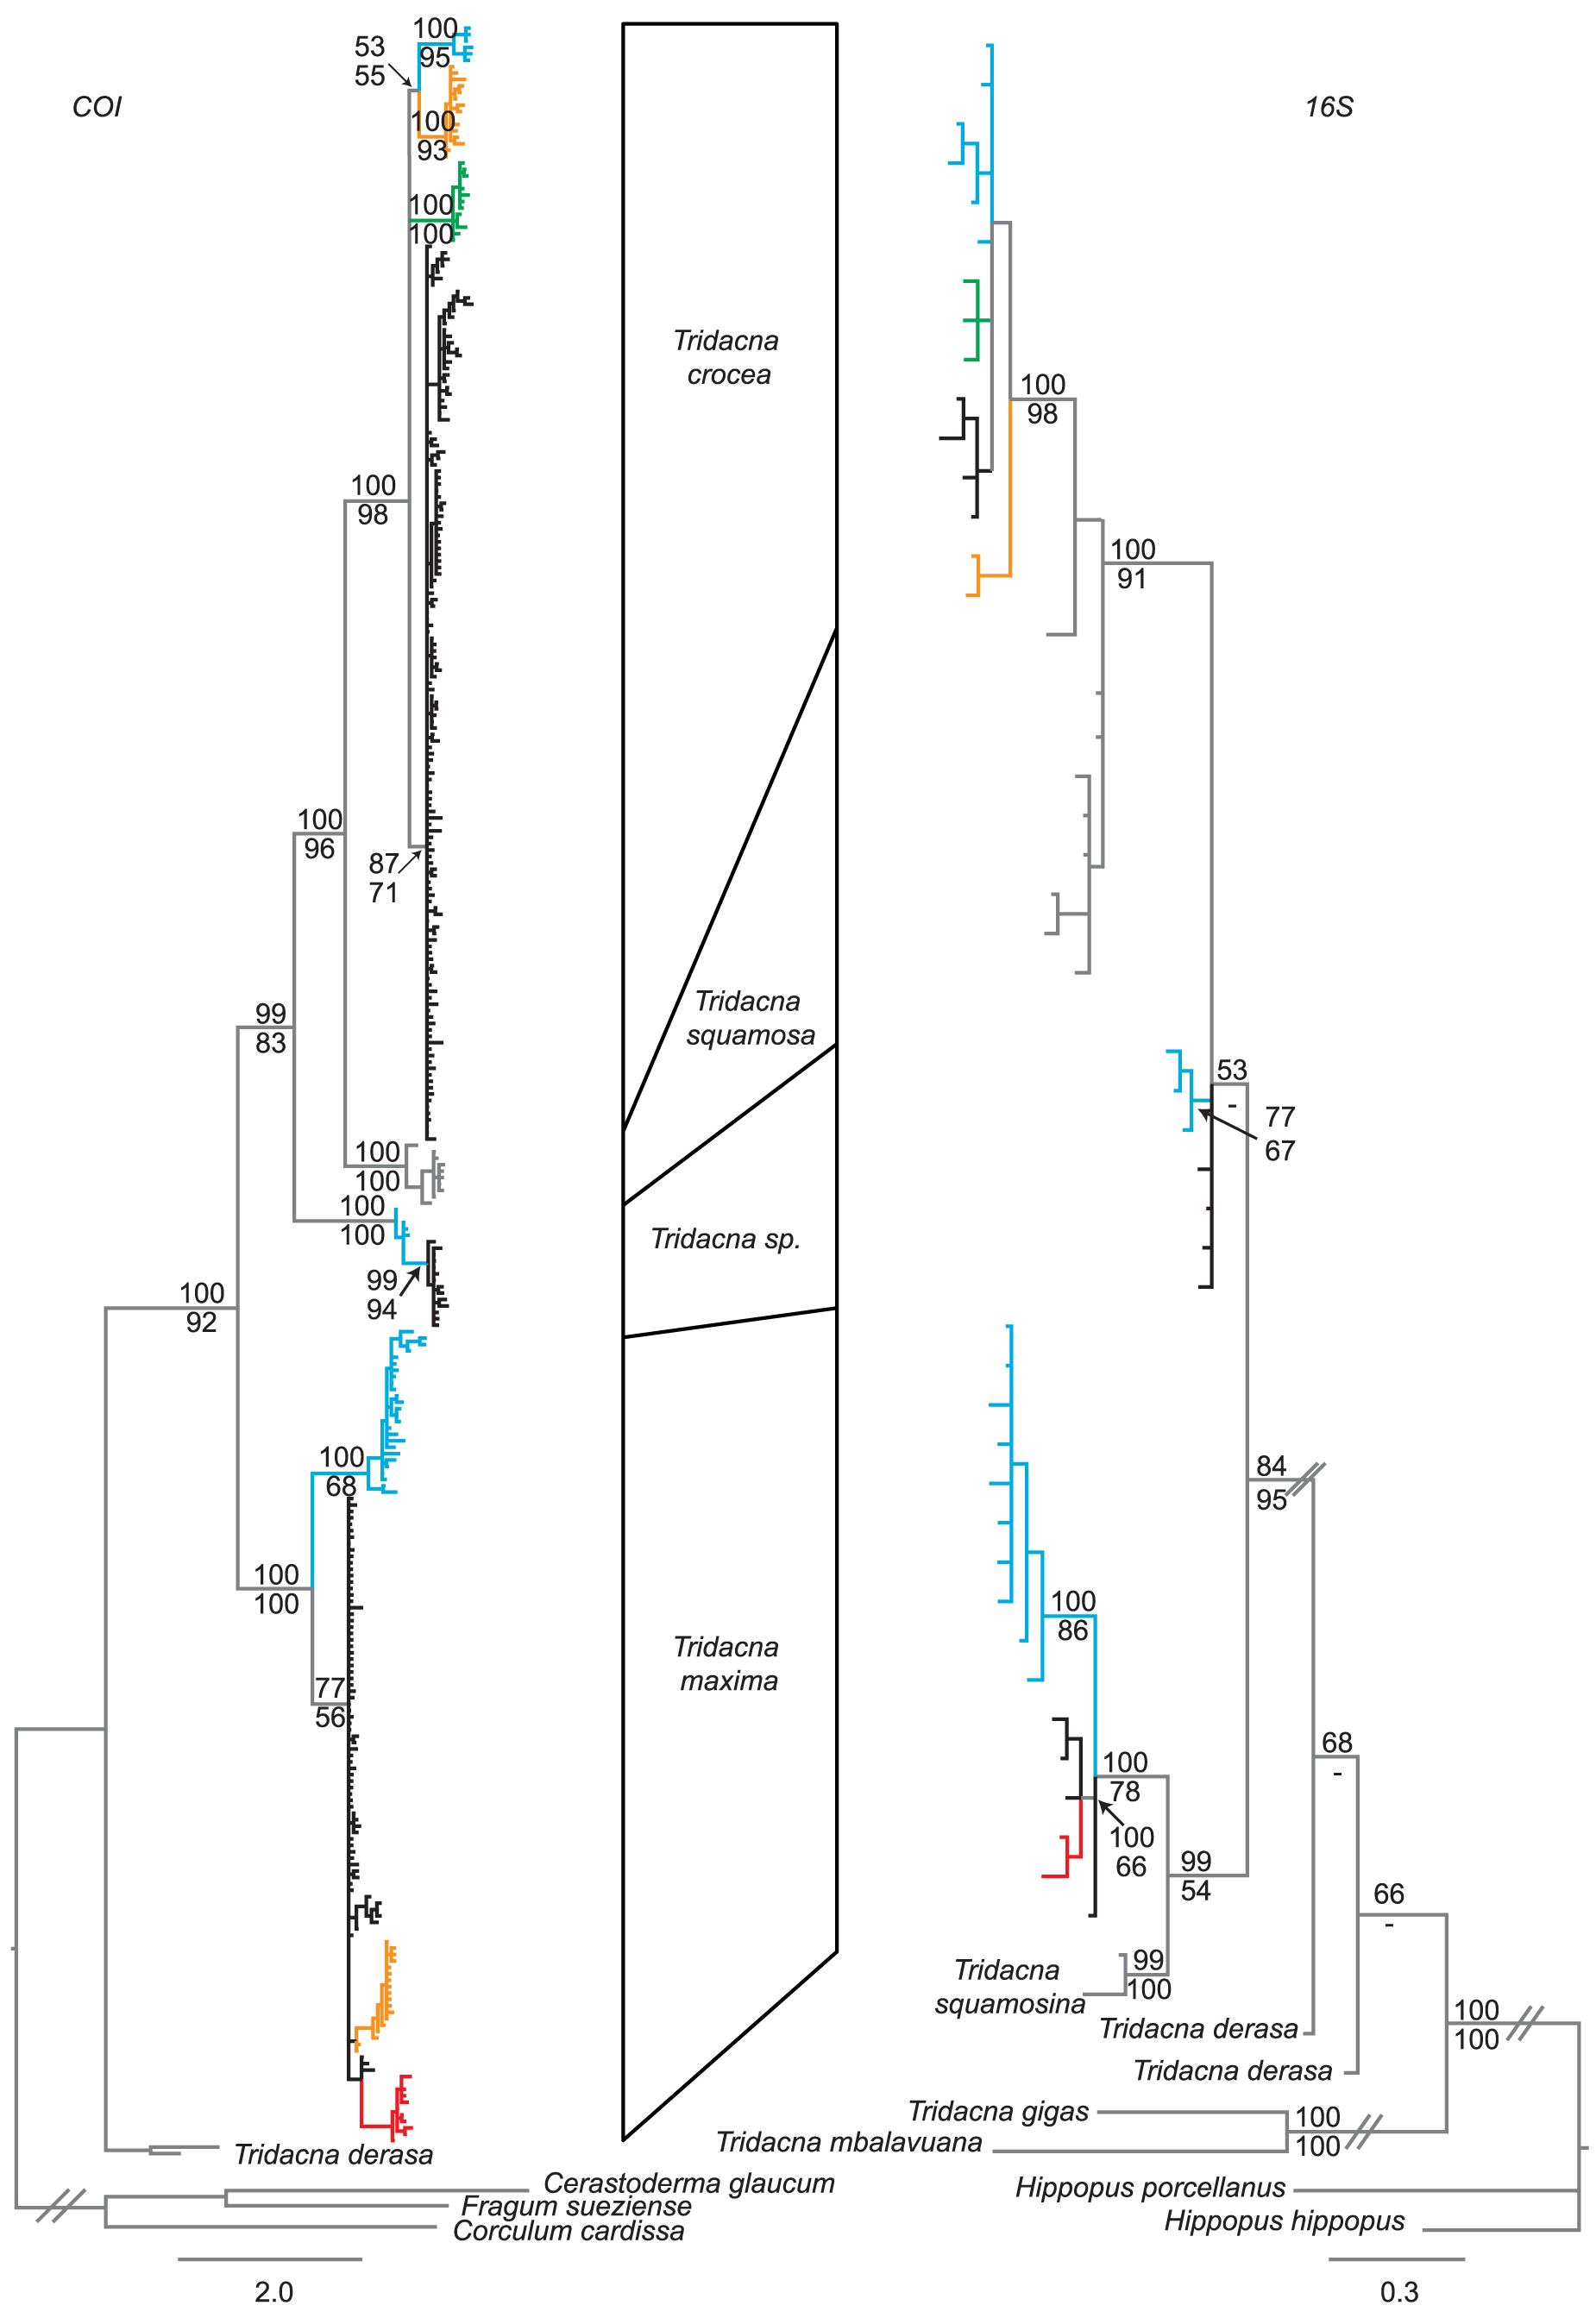 COI
16S
100
95
53
55
100
93
100
100
100
98
100
96
87
71
99
83
100
100
100
100
99
94
100
92
100
68
100
100
77
56
Tridacna derasa
Cerastoderma glaucum
Fragum sueziense
Corculum cardissa
2.0
Tridacna
crocea
Tridacna
squamosa
Tridacna sp.
Tridacna
maxima
100
98
100
91
53
-
77
67
84
95
100
86
100
78
100
66
99
54
99
100
Tridacna
squamosina
68
-
66
-
Tridacna derasa
Tridacna derasa
100
100
Tridacna gigas
Tridacna mbalavuana
100
100
Hippopus porcellanus
Hippopus hippopus
0.3